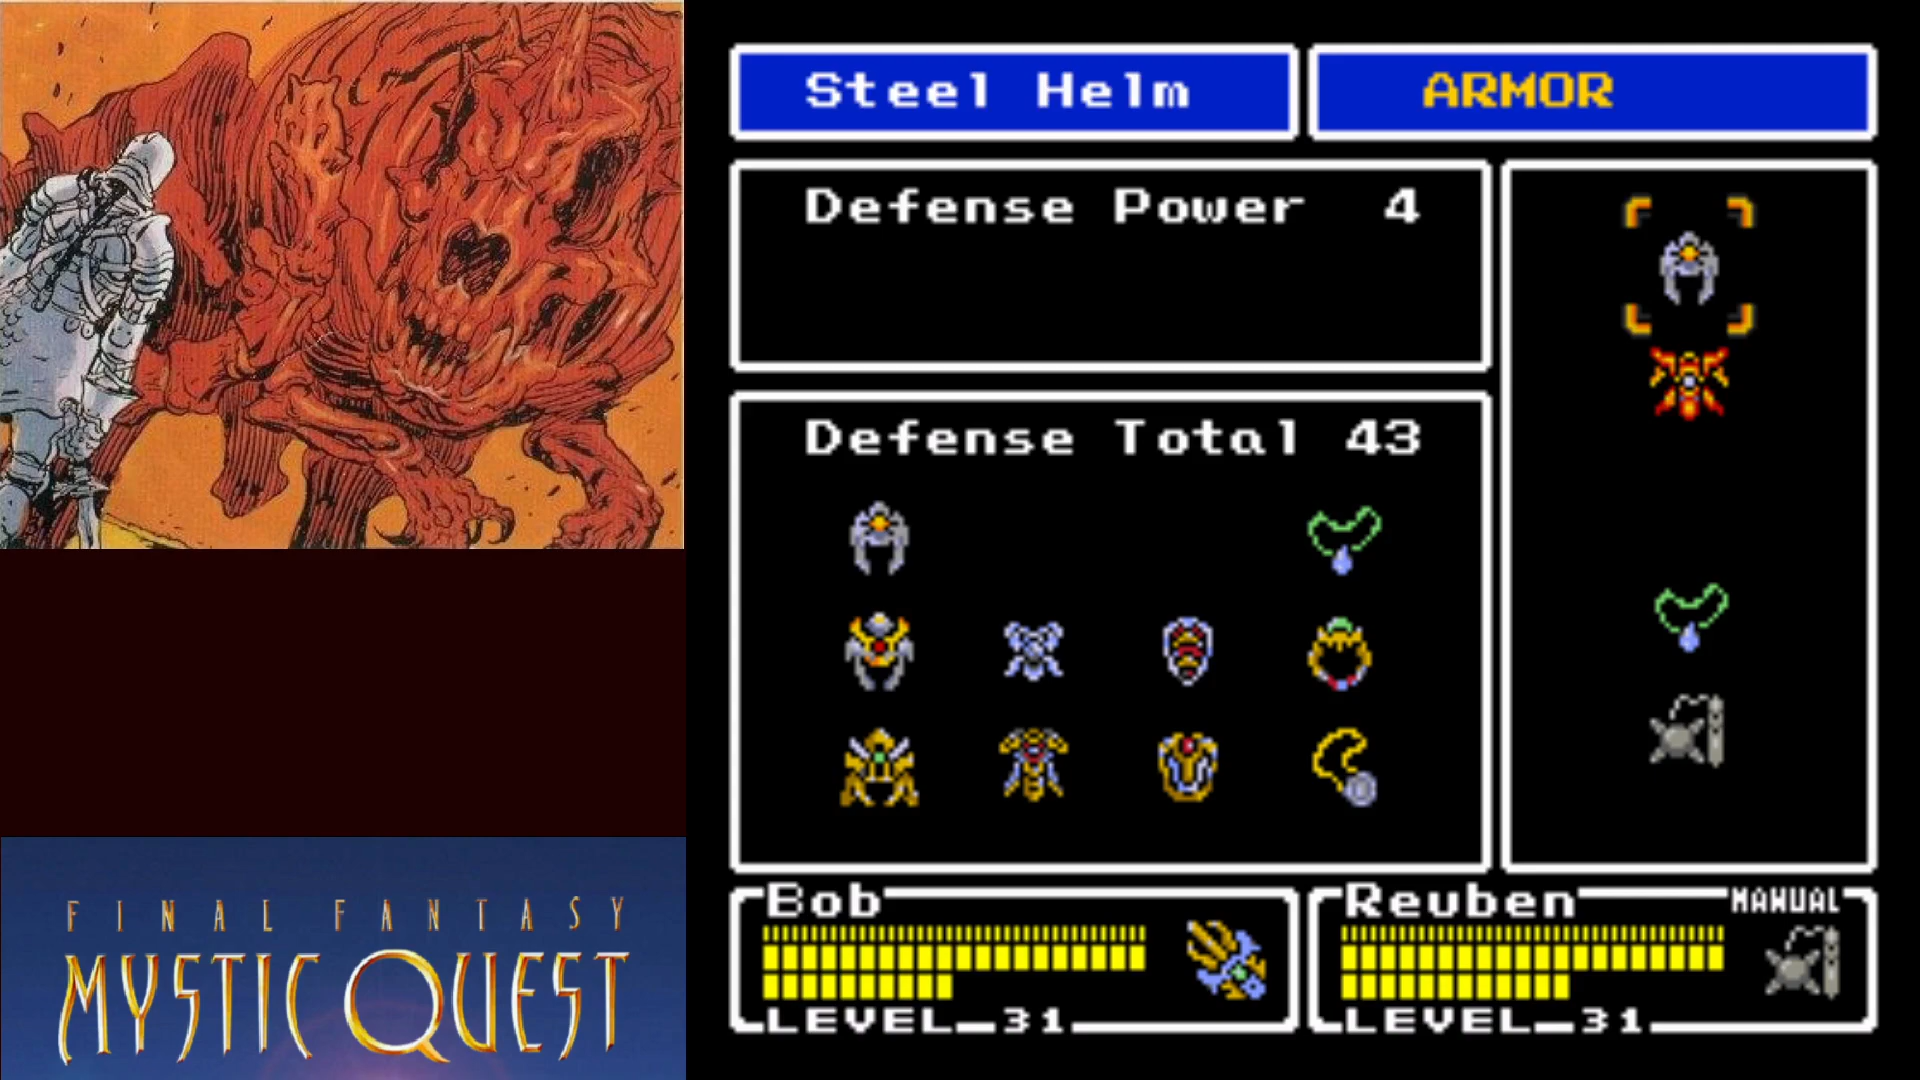 Steel Helm
ARMOR
Defense Power 4
Defense Total 43
Bob
LEVEL 31
Reuben
MANUAL
LEVEL 31
FINAL FANTASY
MYSTIC QUEST